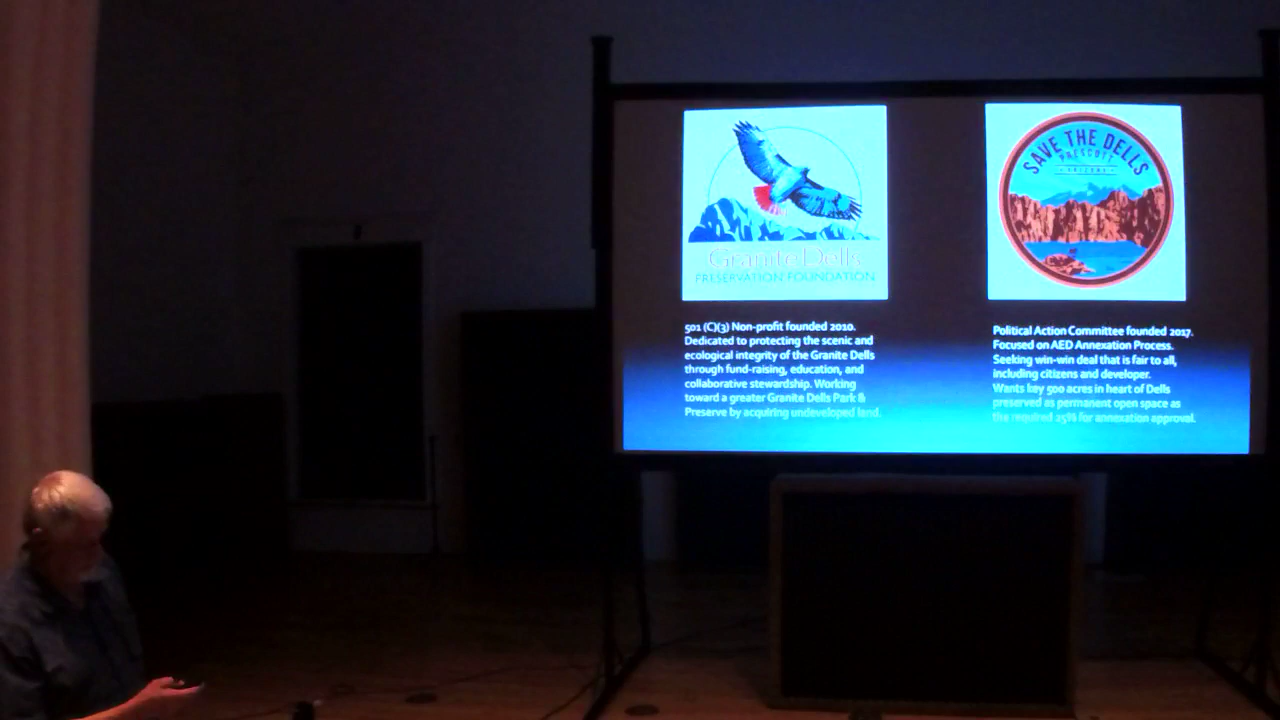 Granite Dells
PRESERVATION FOUNDATION
501 (C)(3) Non-profit founded 2010.
Dedicated to protecting the scenic and
ecological integrity of the Granite Dells
through fund-raising, education, and
collaborative stewardship. Working
toward a greater Granite Dells Park &
Preserve by acquiring undeveloped land.
SAVE THE DELLS
PRESCOTT
ARIZONA
Political Action Committee founded 2017.
Focused on AED Annexation Process.
Seeking win-win deal that is fair to all,
including citizens and developer.
Wants key 500 acres in heart of Dells
preserved as permanent open space as
the required 25% for annexation approval.